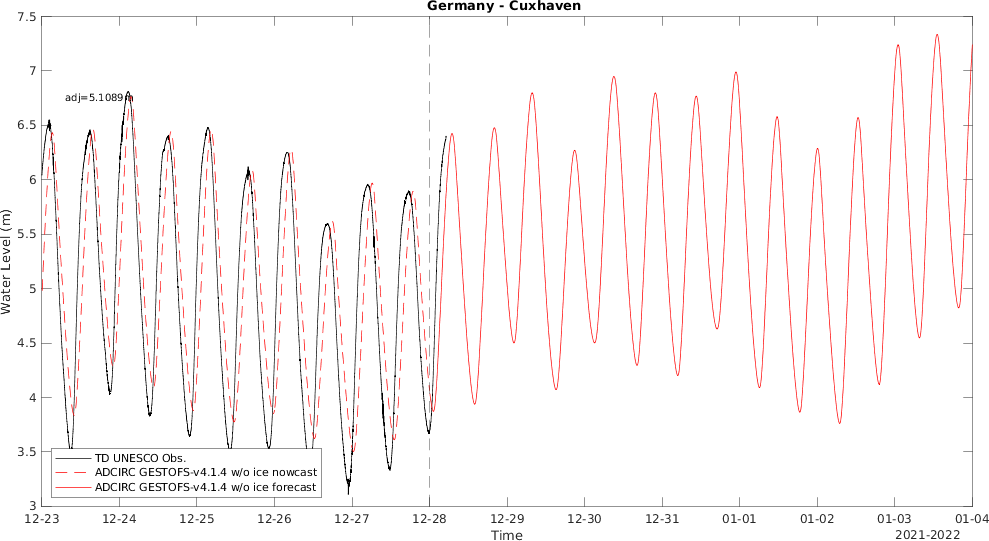 Germany - Cuxhaven
7.5
7
6.5
6
5.5
5
4.5
4
3.5
3
Water Level (m)
adj=5.1089
TD UNESCO Obs.
ADCIRC GESTOFS-v4.1.4 w/o ice nowcast
ADCIRC GESTOFS-v4.1.4 w/o ice forecast
12-23 12-24 12-25 12-26 12-27 12-28 12-29 12-30 12-31 01-01 01-02 01-03 01-04
Time
2021-2022